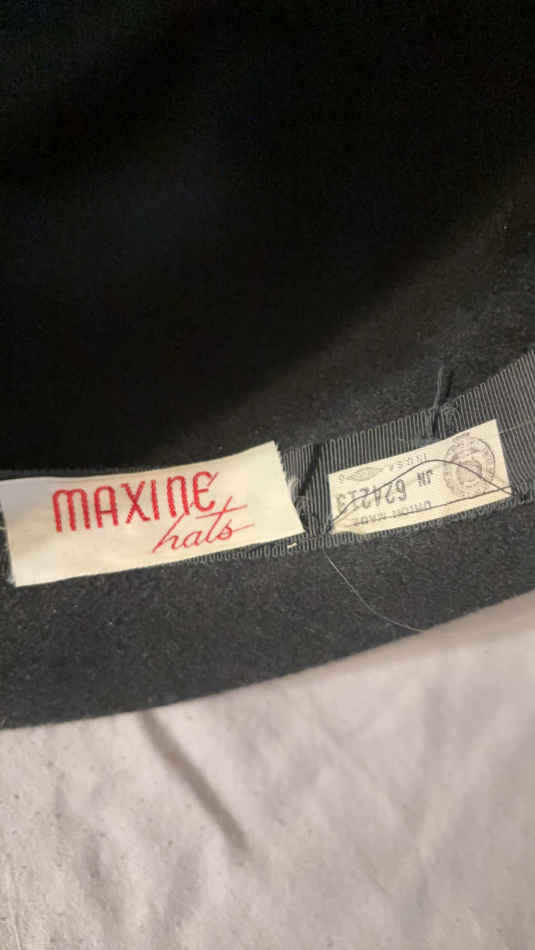 MAXINE
hats
UNION MADE
JN 624213
IN U.S.A.